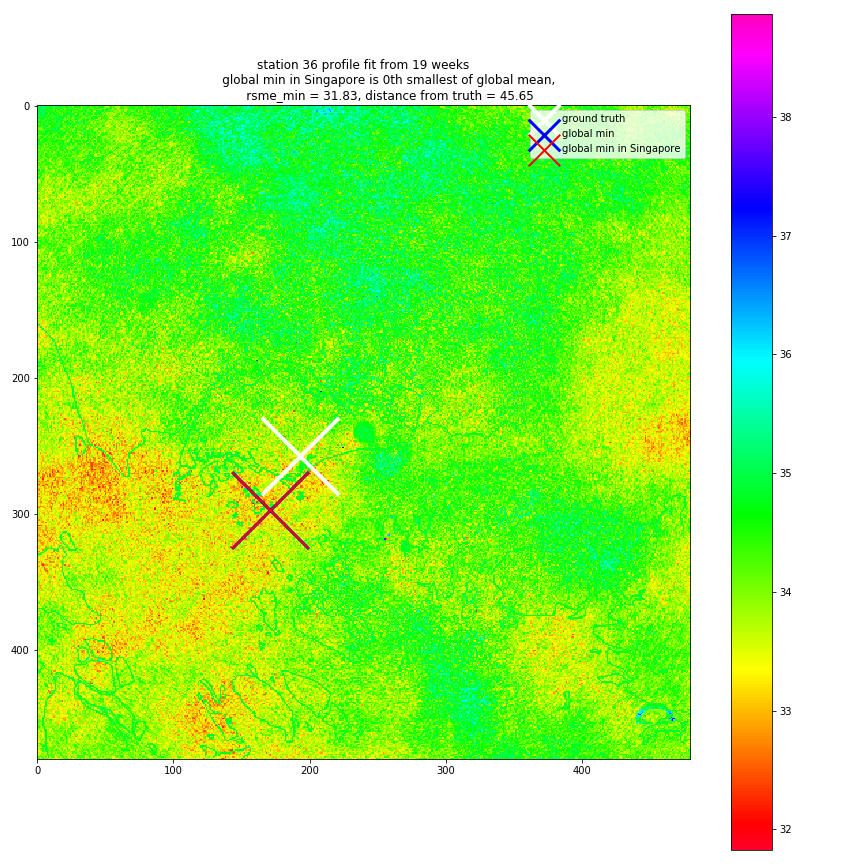 station 36 profile fit from 19 weeks
global min in Singapore is 0th smallest of global mean,
rsme_min = 31.83, distance from truth = 45.65
ground truth
global min
global min in Singapore
0
100
200
300
400
0
100
200
300
400
38
37
36
35
34
33
32